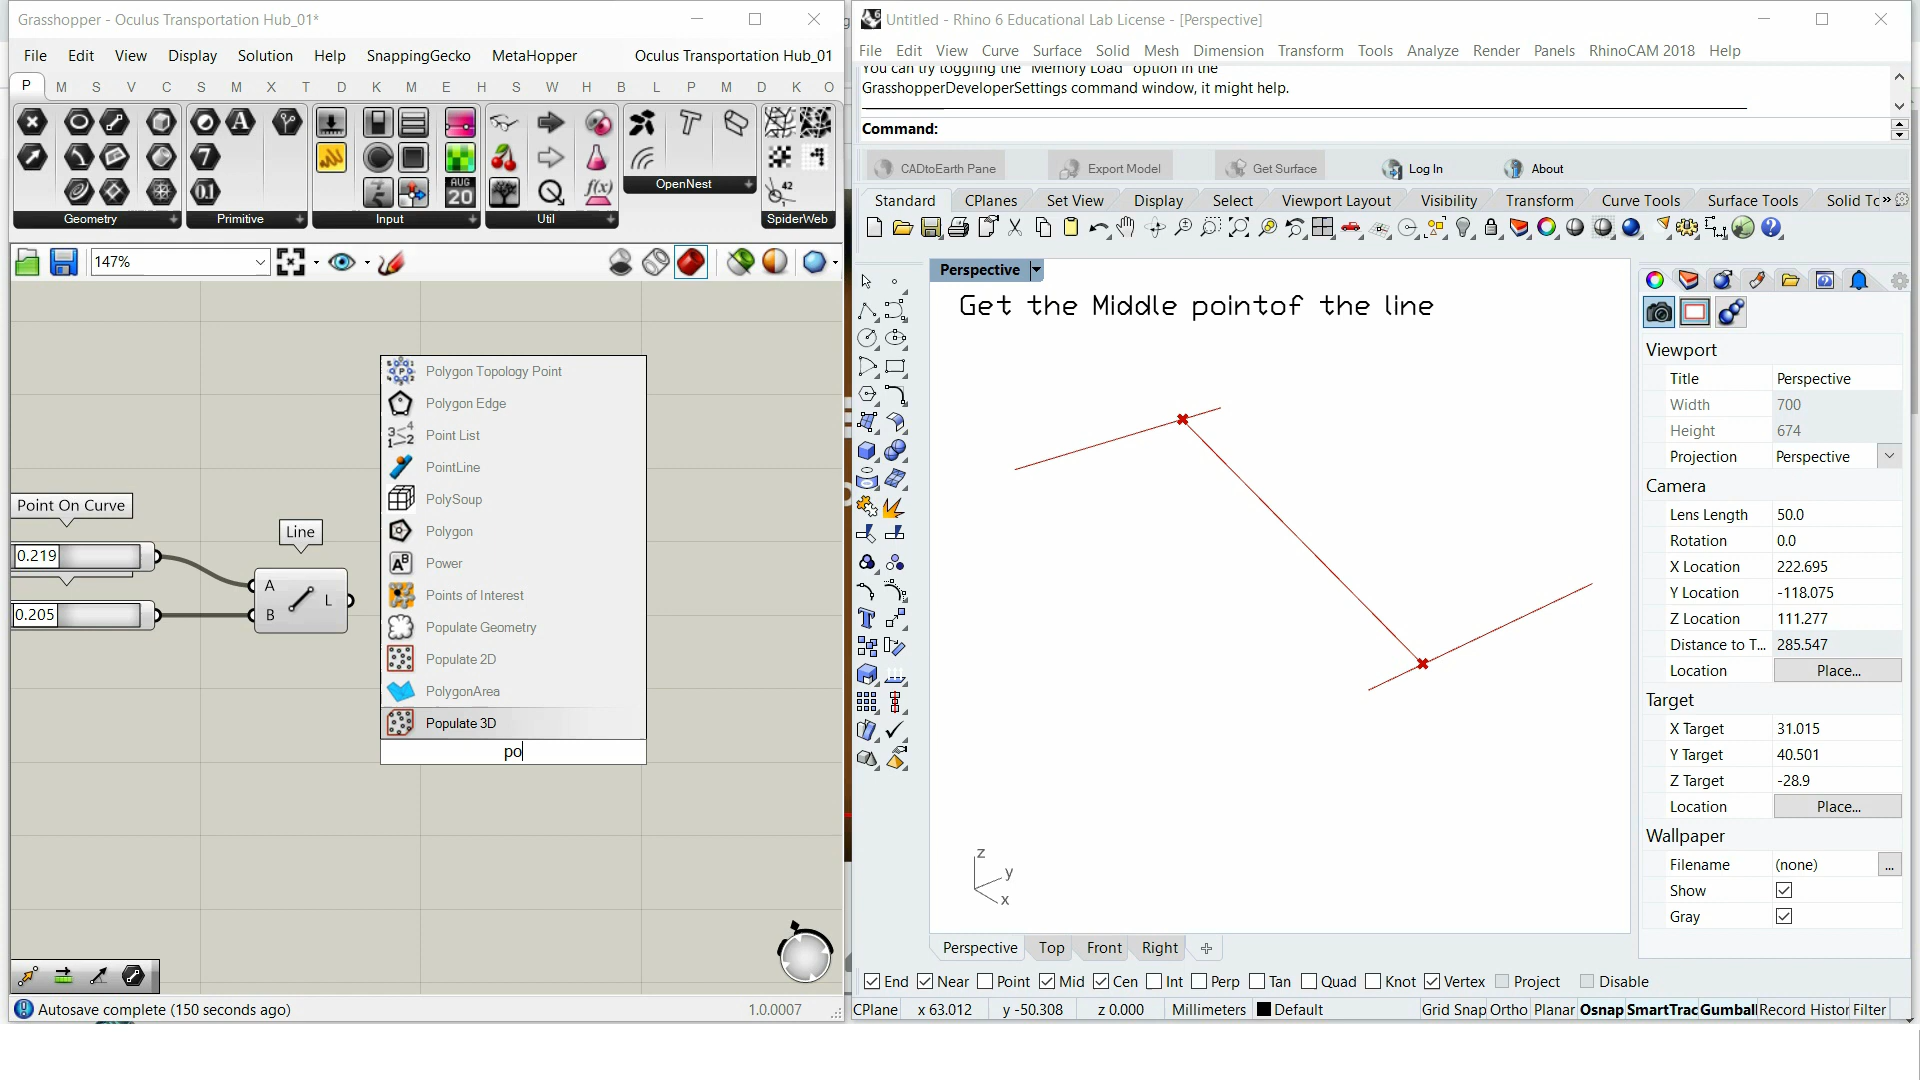 Grasshopper - Oculus Transportation Hub_01*
File Edit View Display Solution Help SnappingGecko MetaHopper Oculus Transportation Hub_01
P M S V C S M X T D K M E H S W H B L P M D K O
Geometry Primitive Input Util OpenNest SpiderWeb
147%
Point On Curve
0.219
0.205
Line
A
B
L
Polygon Topology Point
Polygon Edge
Point List
PointLine
PolySoup
Polygon
Power
Points of Interest
Populate Geometry
Populate 2D
PolygonArea
Populate 3D
po
Autosave complete (150 seconds ago) 1.0.0007
Untitled - Rhino 6 Educational Lab License - [Perspective]
File Edit View Curve Surface Solid Mesh Dimension Transform Tools Analyze Render Panels RhinoCAM 2018 Help
You can try toggling the "Memory Load" option in the
GrasshopperDeveloperSettings command window, it might help.
Command:
CADtoEarth Pane Export Model Get Surface Log In About
Standard CPlanes Set View Display Select Viewport Layout Visibility Transform Curve Tools Surface Tools Solid Tc »
Perspective
Get the Middle pointof the line
z
y
x
Perspective Top Front Right
Viewport
Title Perspective
Width 700
Height 674
Projection Perspective
Camera
Lens Length 50.0
Rotation 0.0
X Location 222.695
Y Location -118.075
Z Location 111.277
Distance to T... 285.547
Location Place...
Target
X Target 31.015
Y Target 40.501
Z Target -28.9
Location Place...
Wallpaper
Filename (none) ...
Show
Gray
End Near Point Mid Cen Int Perp Tan Quad Knot Vertex Project Disable
CPlane x 63.012 y -50.308 z 0.000 Millimeters Default Grid Snap Ortho Planar Osnap SmartTrac Gumball Record Histor Filter